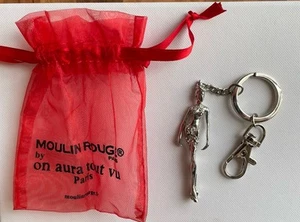 MOULIN ROUGE®
by
on aura tout vu
Paris